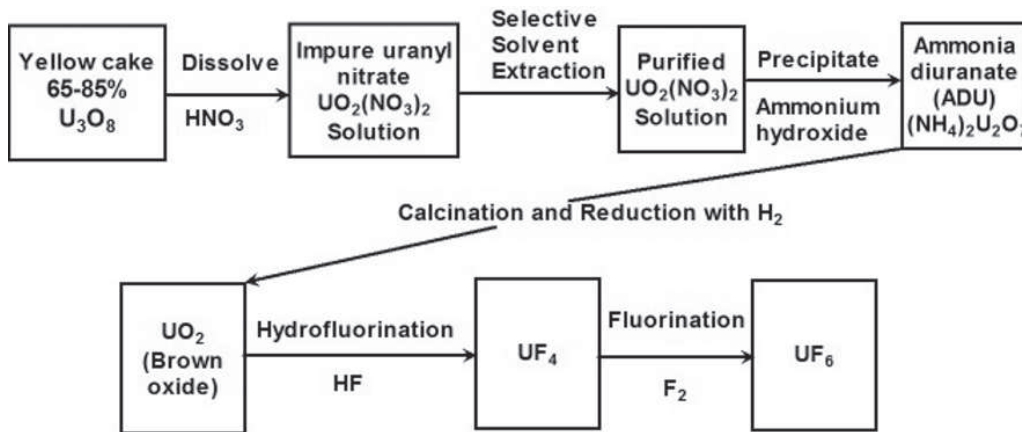 Yellow cake
65-85%
U₃O₈
Dissolve
HNO₃
Impure uranyl
nitrate
UO₂(NO₃)₂
Solution
Selective
Solvent
Extraction
Purified
UO₂(NO₃)₂
Solution
Precipitate
Ammonium
hydroxide
Ammonia
diuranate
(ADU)
(NH₄)₂U₂O₇
Calcination and Reduction with H₂
UO₂
(Brown
oxide)
Hydrofluorination
HF
UF₄
Fluorination
F₂
UF₆